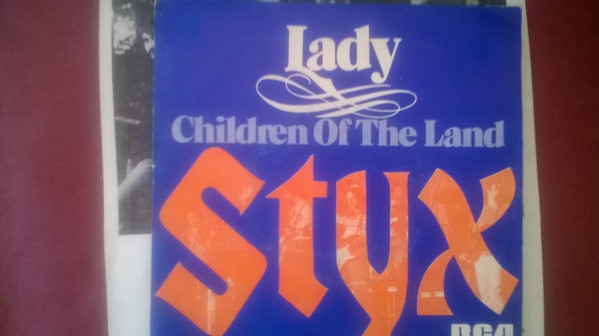 Lady
Children Of The Land
Styx
RCA